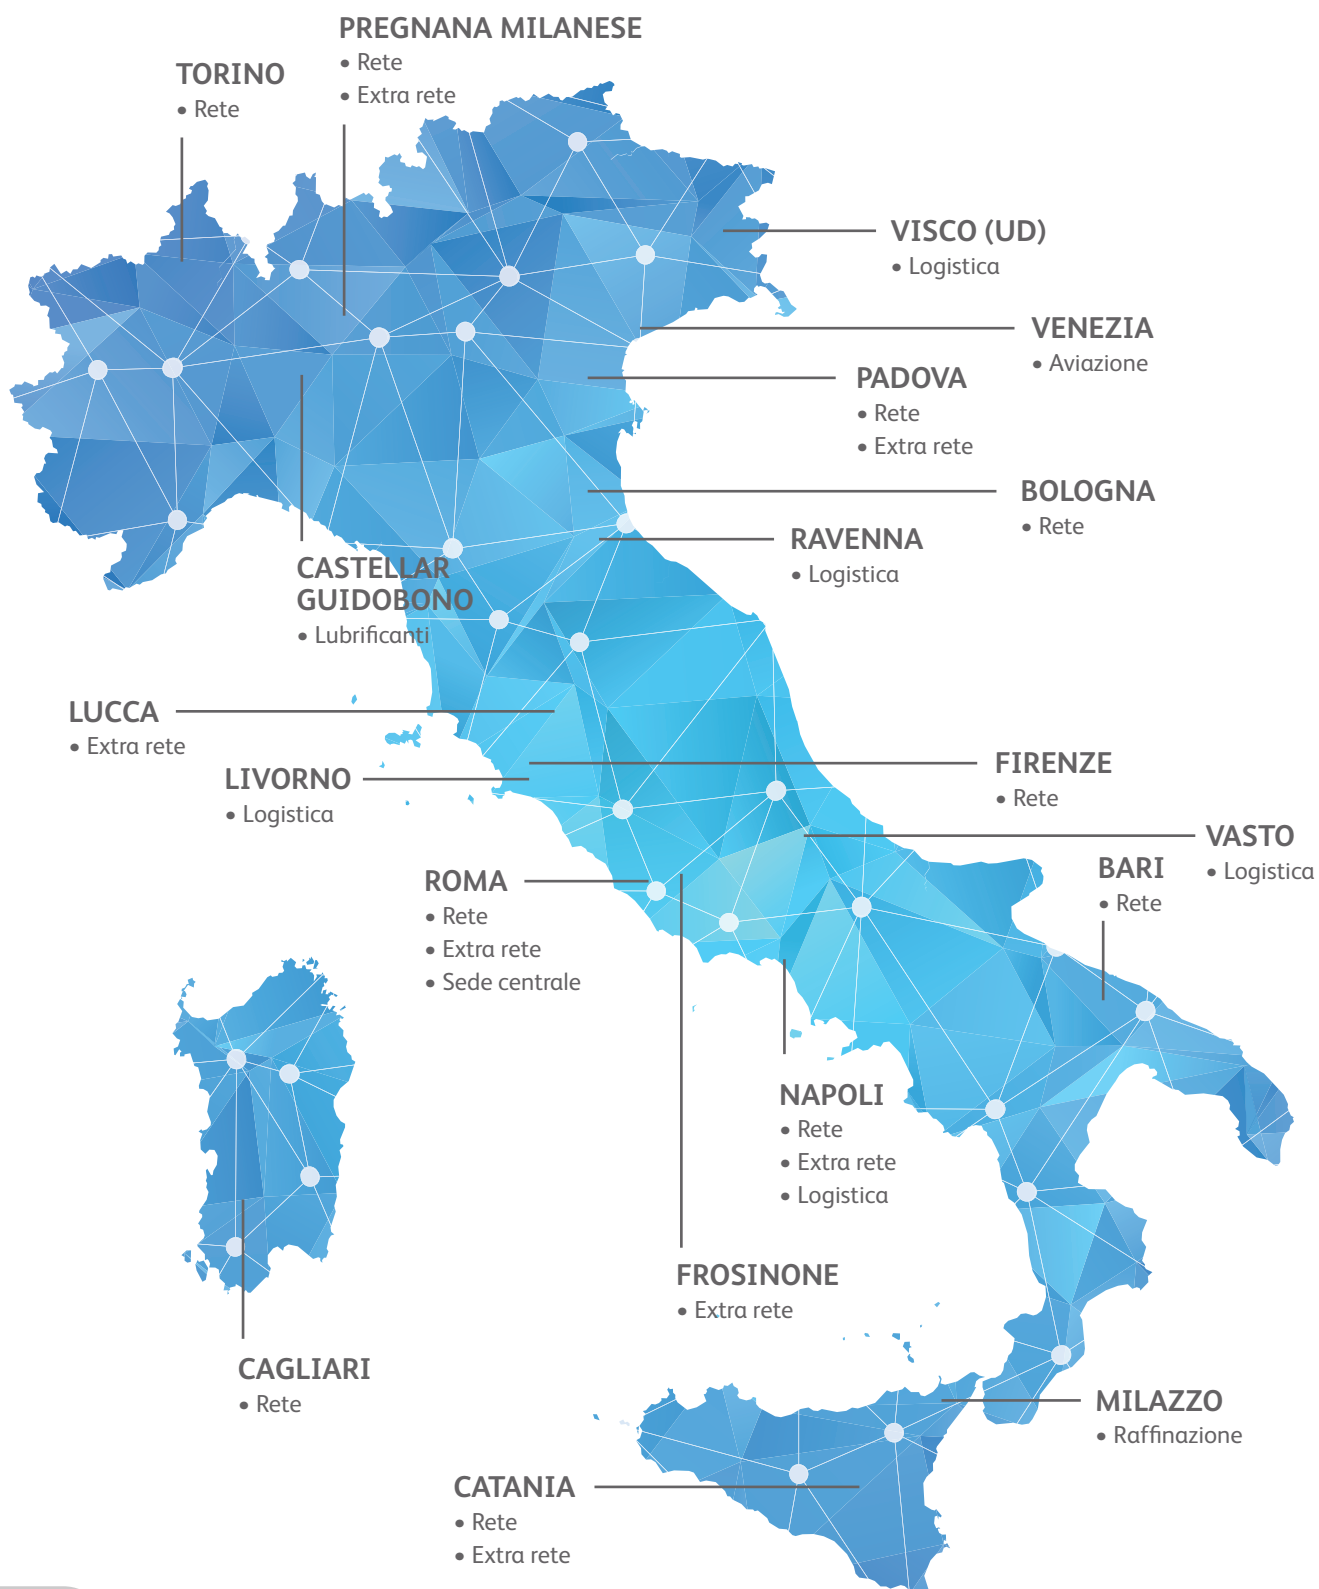 PREGNANA MILANESE
• Rete
• Extra rete
TORINO
• Rete
VISCO (UD)
• Logistica
VENEZIA
• Aviazione
PADOVA
• Rete
• Extra rete
BOLOGNA
• Rete
RAVENNA
• Logistica
CASTELLAR
GUIDOBONO
• Lubrificanti
LUCCA
• Extra rete
LIVORNO
• Logistica
FIRENZE
• Rete
VASTO
• Logistica
BARI
• Rete
ROMA
• Rete
• Extra rete
• Sede centrale
NAPOLI
• Rete
• Extra rete
• Logistica
FROSINONE
• Extra rete
CAGLIARI
• Rete
MILAZZO
• Raffinazione
CATANIA
• Rete
• Extra rete